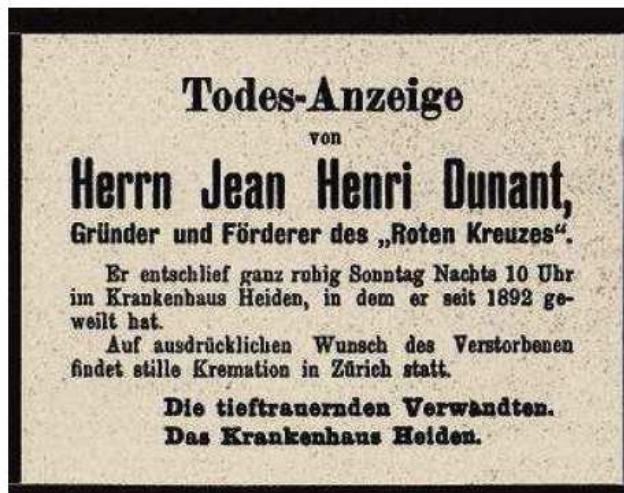 Todes-Anzeige
von
Herrn Jean Henri Dunant,
Gründer und Förderer des „Roten Kreuzes“.
Er entschlief ganz ruhig Sonntag Nachts 10 Uhr
im Krankenhaus Heiden, in dem er seit 1892 ge-
weilt hat.
Auf ausdrücklichen Wunsch des Verstorbenen
findet stille Kremation in Zürich statt.
Die tieftrauernden Verwandten.
Das Krankenhaus Heiden.